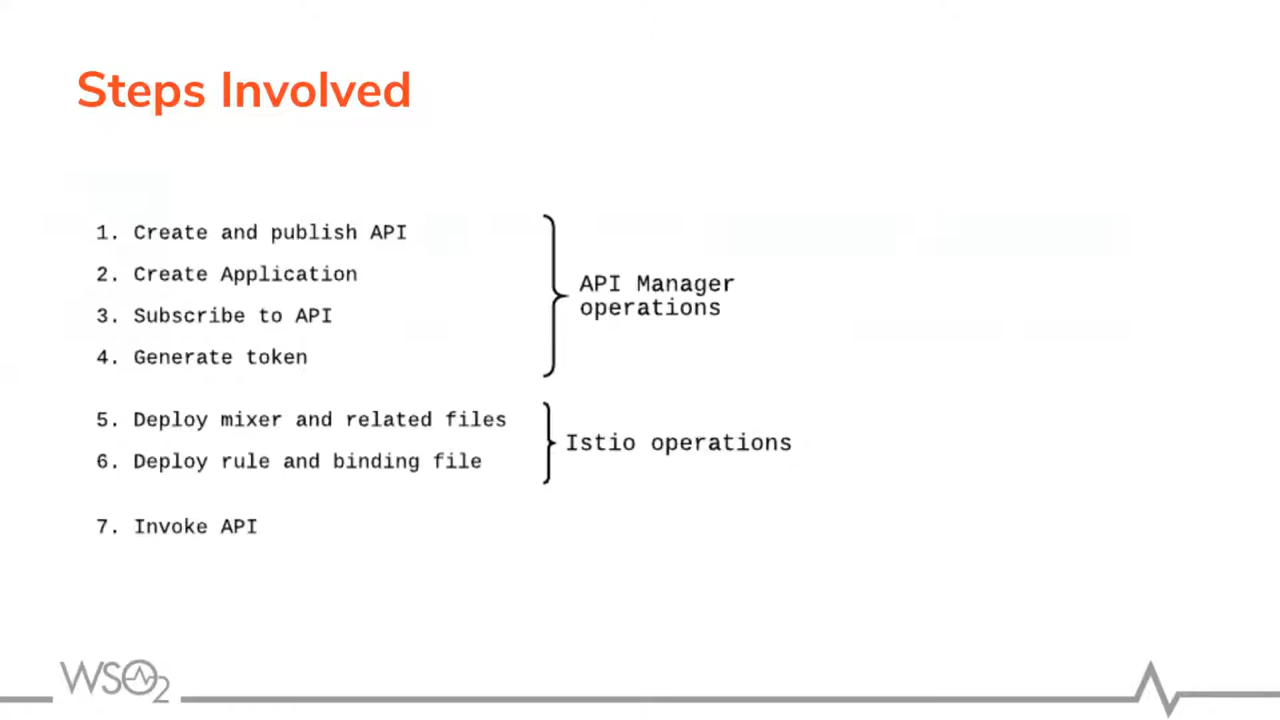 Steps Involved
1. Create and publish API
2. Create Application
3. Subscribe to API
4. Generate token
API Manager
operations
5. Deploy mixer and related files
6. Deploy rule and binding file
Istio operations
7. Invoke API
WSO2